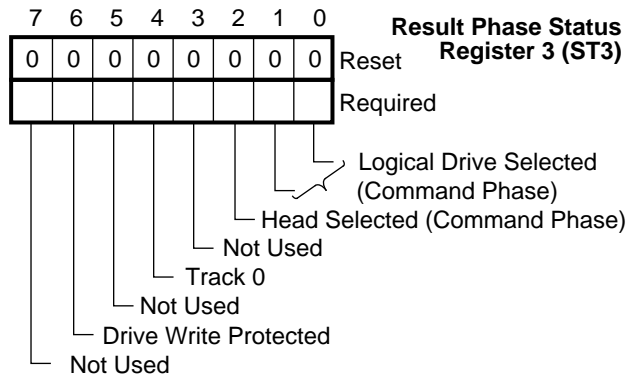 7 6 5 4 3 2 1 0
Result Phase Status
Register 3 (ST3)
0 0 0 0 0 0 0 0 Reset
Required
Logical Drive Selected
(Command Phase)
Head Selected (Command Phase)
Not Used
Track 0
Not Used
Drive Write Protected
Not Used